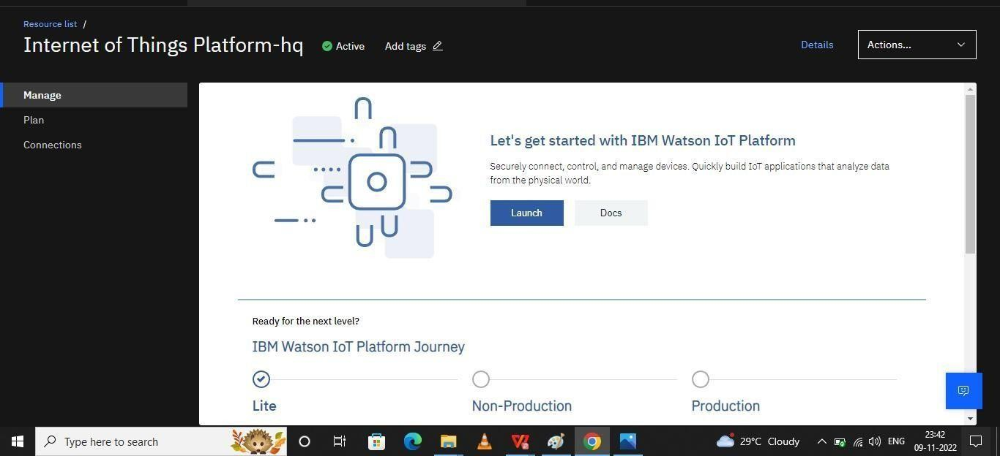 Resource list /
Internet of Things Platform-hq
Active
Add tags
Details
Actions...
Manage
Plan
Connections
Let's get started with IBM Watson IoT Platform
Securely connect, control, and manage devices. Quickly build IoT applications that analyze data
from the physical world.
Launch
Docs
Ready for the next level?
IBM Watson IoT Platform Journey
Lite
Non-Production
Production
Type here to search
29°C Cloudy
ENG
23:42
09-11-2022